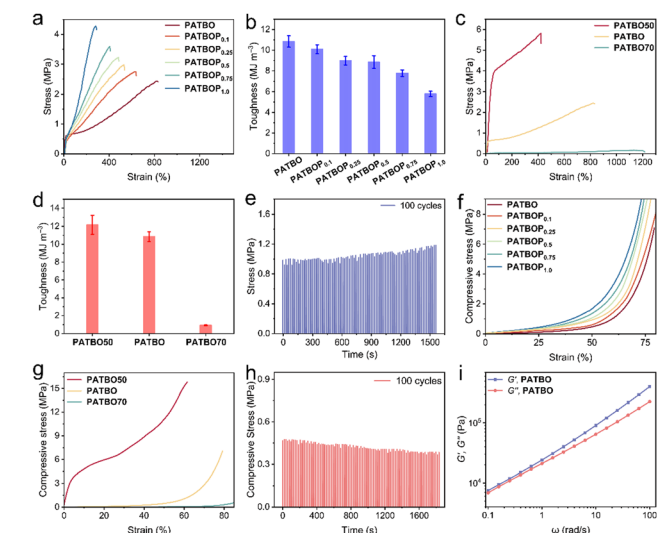 a
Stress (MPa)
5
4
3
2
1
0
0 400 800 1200
Strain (%)
PATBO
PATBOP0.1
PATBOP0.25
PATBOP0.5
PATBOP0.75
PATBOP1.0
b
Toughness (MJ m⁻³)
14
12
10
8
6
4
2
0
PATBO PATBOP0.1 PATBOP0.25 PATBOP0.5 PATBOP0.75 PATBOP1.0
c
Stress (MPa)
6
5
4
3
2
1
0
0 200 400 600 800 1000 1200
Strain (%)
PATBO50
PATBO
PATBO70
d
Toughness (MJ m⁻³)
15
12
9
6
3
0
PATBO50 PATBO PATBO70
e
Stress (MPa)
1.6
1.2
0.8
0.4
0.0
0 300 600 900 1200 1500
Time (s)
100 cycles
f
Compressive stress (MPa)
8
6
4
2
0
0 25 50 75
Strain (%)
PATBO
PATBOP0.1
PATBOP0.25
PATBOP0.5
PATBOP0.75
PATBOP1.0
g
Compressive stress (MPa)
15
12
9
6
3
0
0 20 40 60 80
Strain (%)
PATBO50
PATBO
PATBO70
h
Compressive stress (MPa)
0.9
0.6
0.3
0.0
0 400 800 1200 1600
Time (s)
100 cycles
i
G', G'' (Pa)
10⁵
10⁴
0.1 1 10 100
ω (rad/s)
G', PATBO
G'', PATBO